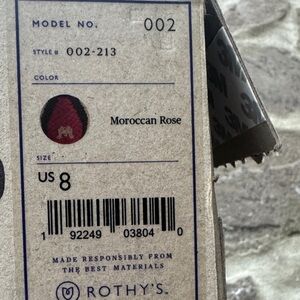 MODEL NO. 002
STYLE # 002-213
COLOR
Moroccan Rose
SIZE
US 8
1 92249 03804 0
MADE RESPONSIBLY FROM
THE BEST MATERIALS
ROTHY'S